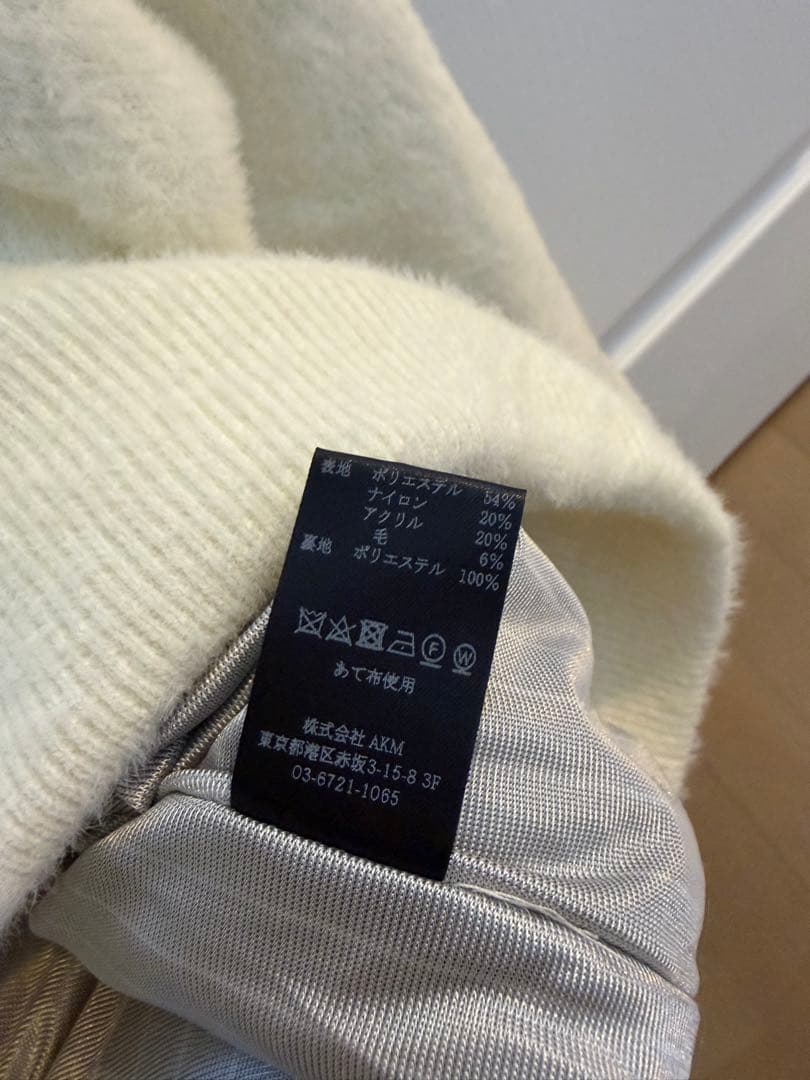 表地 ポリエステル 54%
ナイロン 20%
アクリル 20%
毛 6%
裏地 ポリエステル 100%
F W
あて布使用
株式会社 AKM
東京都港区赤坂3-15-8 3F
03-6721-1065